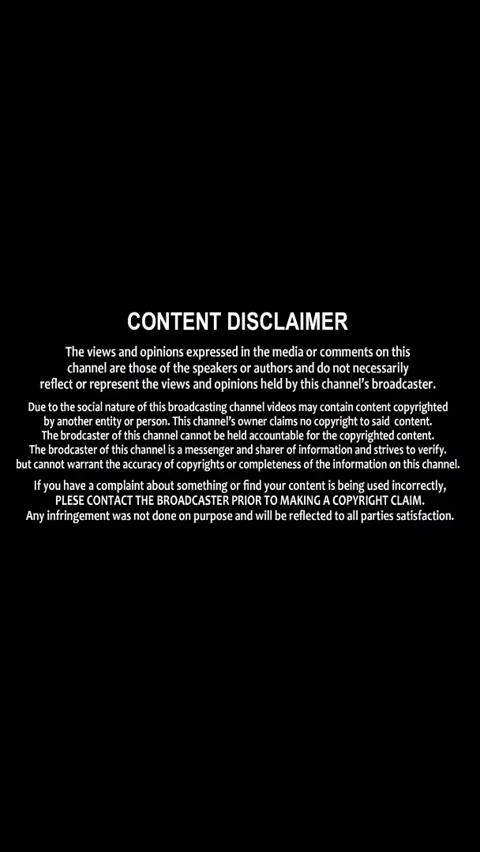 CONTENT DISCLAIMER
The views and opinions expressed in the media or comments on this
channel are those of the speakers or authors and do not necessarily
reflect or represent the views and opinions held by this channel's broadcaster.
Due to the social nature of this broadcasting channel videos may contain content copyrighted
by another entity or person. This channel's owner claims no copyright to said content.
The brodcaster of this channel cannot be held accountable for the copyrighted content.
The brodcaster of this channel is a messenger and sharer of information and strives to verify.
but cannot warrant the accuracy of copyrights or completeness of the information on this channel.
If you have a complaint about something or find your content is being used incorrectly,
PLESE CONTACT THE BROADCASTER PRIOR TO MAKING A COPYRIGHT CLAIM.
Any infringement was not done on purpose and will be reflected to all parties satisfaction.